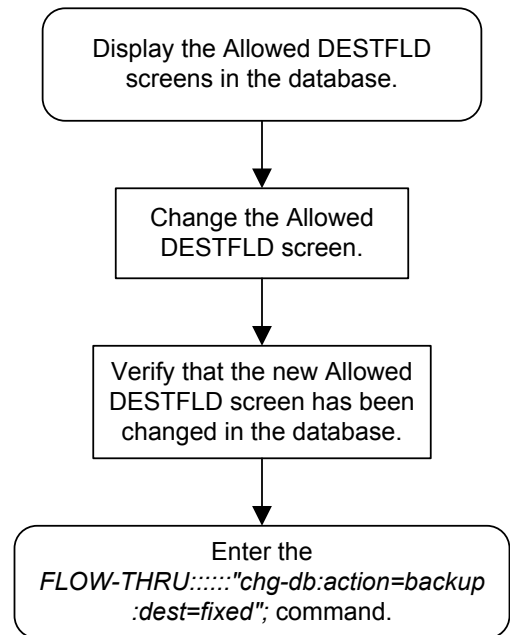 Display the Allowed DESTFLD
screens in the database.
Change the Allowed
DESTFLD screen.
Verify that the new Allowed
DESTFLD screen has been
changed in the database.
Enter the
FLOW-THRU::::::"chg-db:action=backup
:dest=fixed"; command.